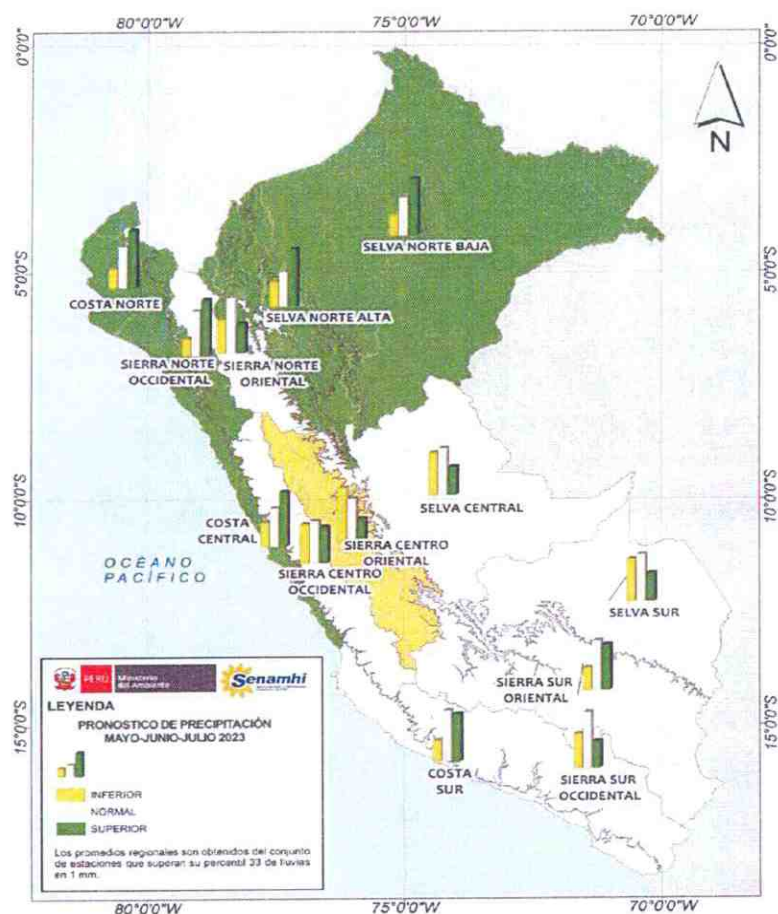 80°0'0"W 75°0'0"W 70°0'0"W
0°0'0"
0°0'0"
N
SELVA NORTE BAJA
5°0'0"S
5°0'0"S
COSTA NORTE
SELVA NORTE ALTA
SIERRA NORTE
OCCIDENTAL
SIERRA NORTE
ORIENTAL
10°0'0"S
10°0'0"S
SELVA CENTRAL
COSTA
CENTRAL
SIERRA CENTRO
ORIENTAL
SIERRA CENTRO
OCCIDENTAL
OCÉANO
PACÍFICO
SELVA SUR
SIERRA SUR
ORIENTAL
15°0'0"S
15°0'0"S
COSTA
SUR
SIERRA SUR
OCCIDENTAL
PERÚ
Ministerio
del Ambiente
Senamhi
LEYENDA
PRONOSTICO DE PRECIPITACIÓN
MAYO-JUNIO-JULIO 2023
INFERIOR
NORMAL
SUPERIOR
Los promedios regionales son obtenidos del conjunto
de estaciones que superan su percentil 33 de lluvias
en 1 mm.
80°0'0"W 75°0'0"W 70°0'0"W